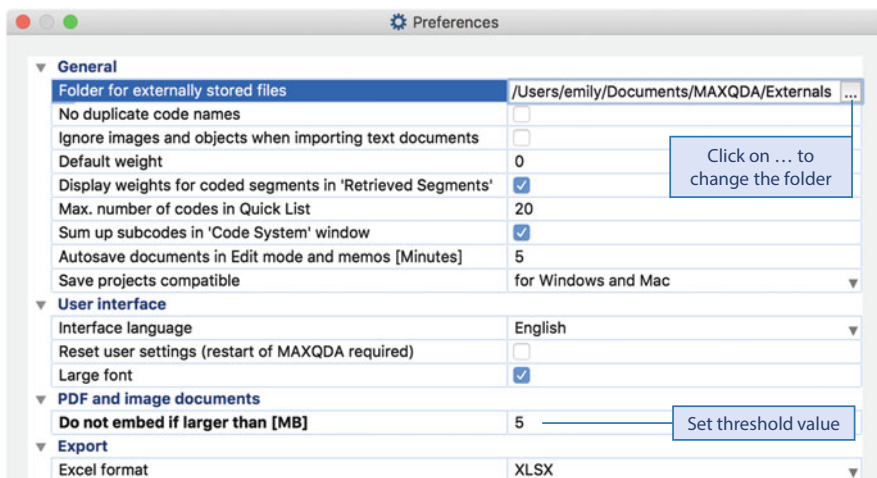 Preferences
General
Folder for externally stored files /Users/emily/Documents/MAXQDA/Externals ...
No duplicate code names
Ignore images and objects when importing text documents
Click on ... to
change the folder
Default weight 0
Display weights for coded segments in 'Retrieved Segments'
Max. number of codes in Quick List 20
Sum up subcodes in 'Code System' window
Autosave documents in Edit mode and memos [Minutes] 5
Save projects compatible for Windows and Mac
User interface
Interface language English
Reset user settings (restart of MAXQDA required)
Large font
PDF and image documents
Do not embed if larger than [MB] 5 Set threshold value
Export
Excel format XLSX